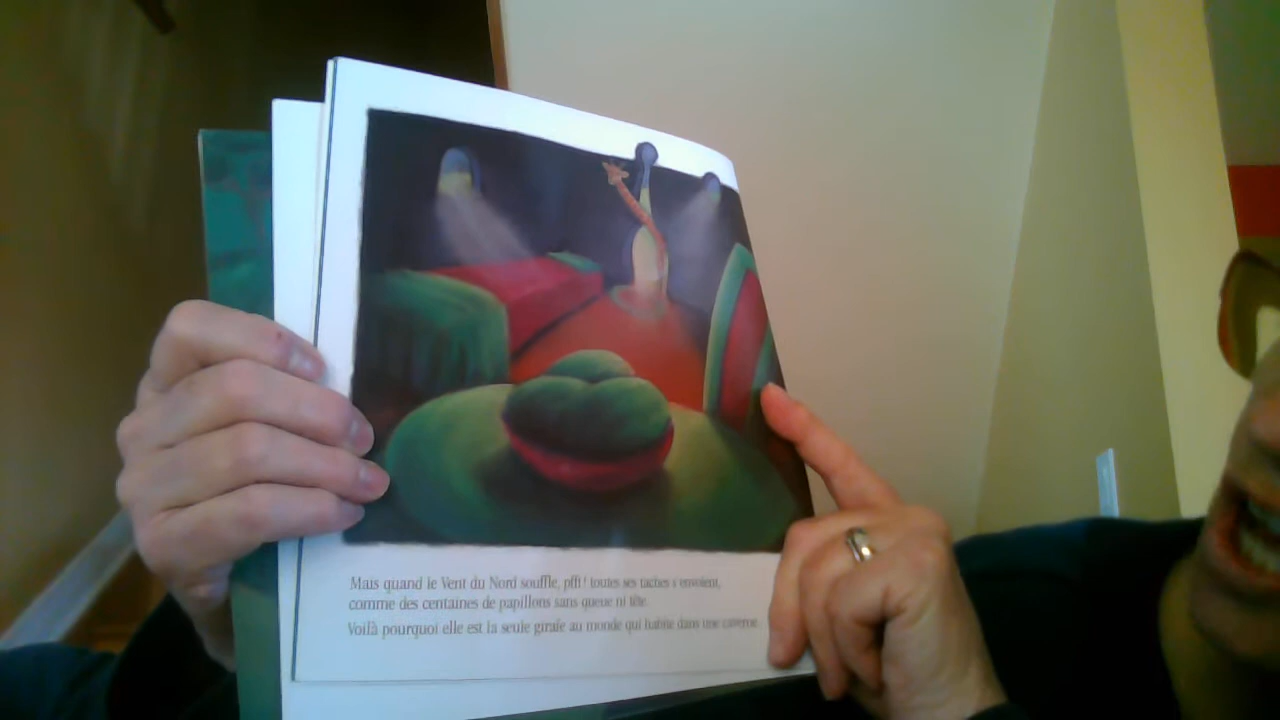 Mais quand le Vent du Nord souffle, pfft ! toutes ses taches s'envolent,
comme des centaines de papillons sans queue ni tête.
Voilà pourquoi elle est la seule girafe au monde qui habite dans une caverne.